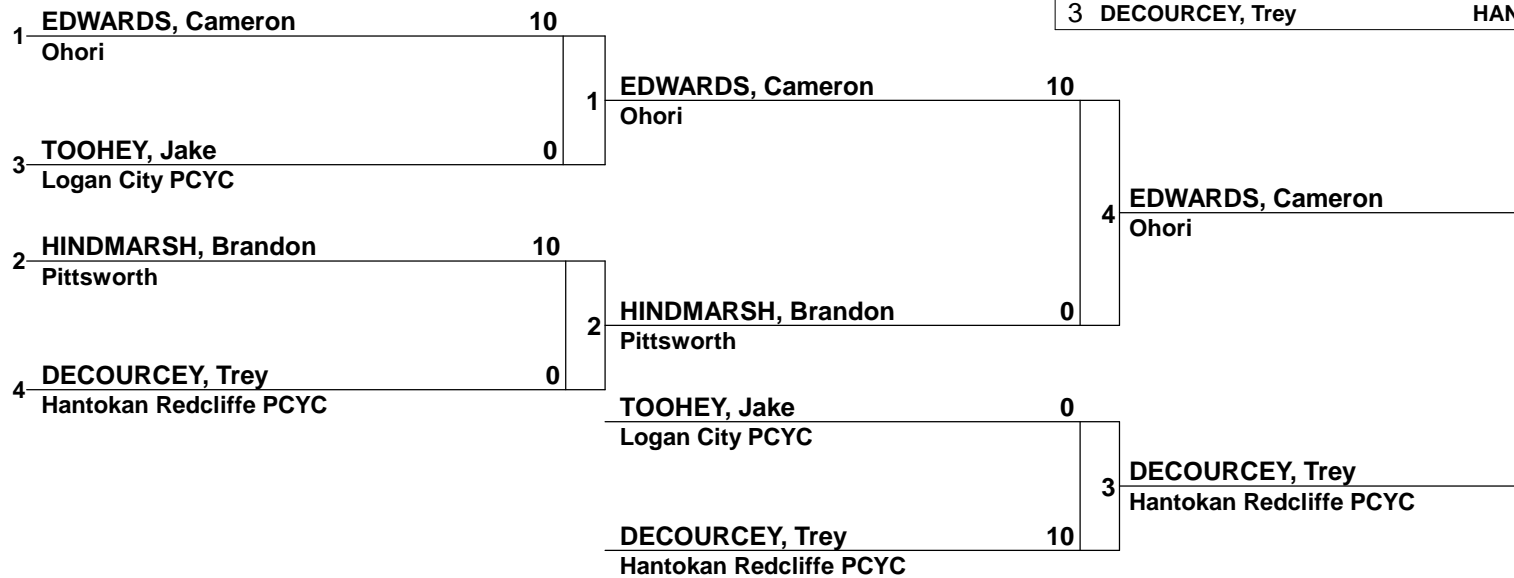 3 DECOURCEY, Trey HAN
1 EDWARDS, Cameron 10
Ohori
1 EDWARDS, Cameron 10
Ohori
3 TOOHEY, Jake 0
Logan City PCYC
4 EDWARDS, Cameron
Ohori
2 HINDMARSH, Brandon 10
Pittsworth
2 HINDMARSH, Brandon 0
Pittsworth
4 DECOURCEY, Trey 0
Hantokan Redcliffe PCYC
TOOHEY, Jake 0
Logan City PCYC
3 DECOURCEY, Trey
Hantokan Redcliffe PCYC
DECOURCEY, Trey 10
Hantokan Redcliffe PCYC